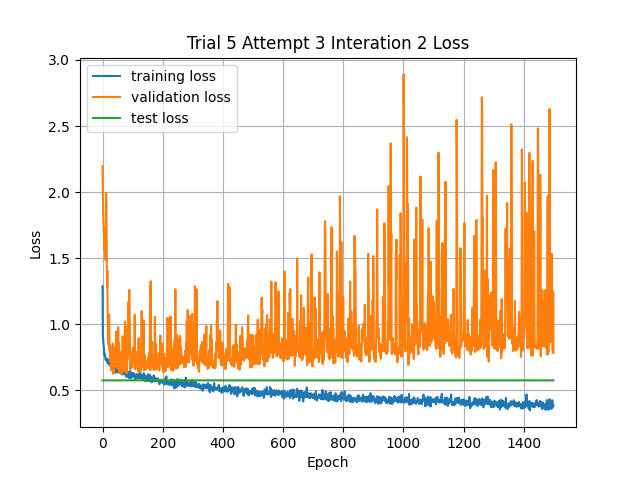 Trial 5 Attempt 3 Interation 2 Loss
3.0
2.5
2.0
1.5
1.0
0.5
Loss
training loss
validation loss
test loss
0 200 400 600 800 1000 1200 1400
Epoch